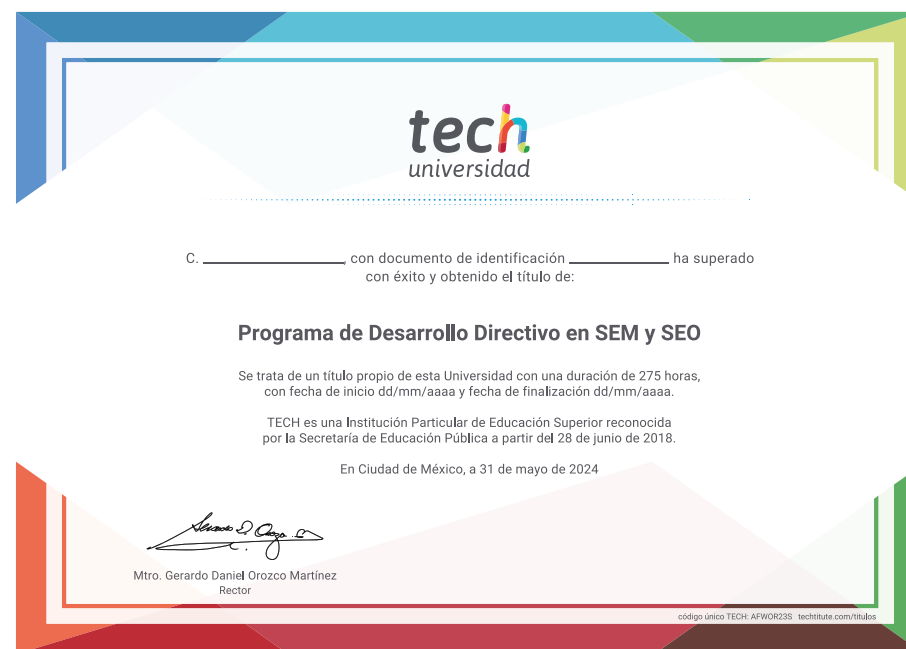 tech
universidad
C. ____________________, con documento de identificación ______________ ha superado
con éxito y obtenido el título de:
Programa de Desarrollo Directivo en SEM y SEO
Se trata de un título propio de esta Universidad con una duración de 275 horas,
con fecha de inicio dd/mm/aaaa y fecha de finalización dd/mm/aaaa.
TECH es una Institución Particular de Educación Superior reconocida
por la Secretaría de Educación Pública a partir del 28 de junio de 2018.
En Ciudad de México, a 31 de mayo de 2024
Mtro. Gerardo Daniel Orozco Martínez
Rector
código único TECH: AFWOR23S techtitute.com/titulos